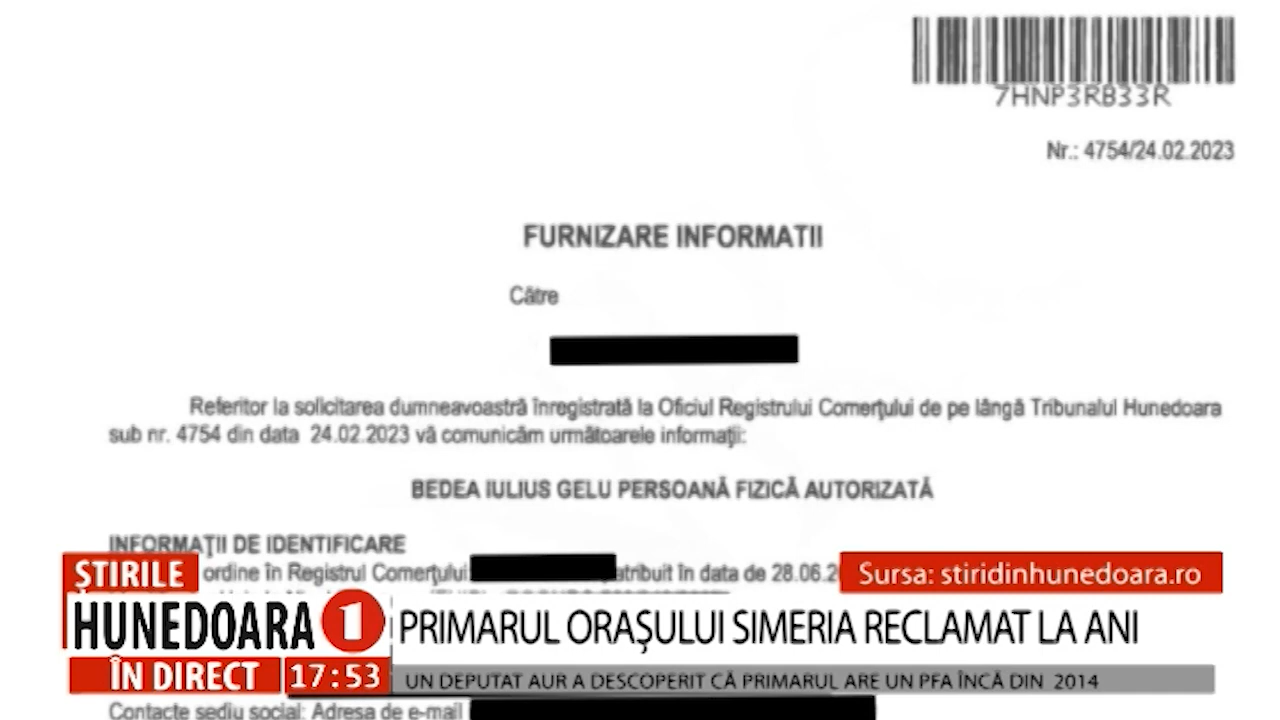 7HNP3RB33R
Nr.: 4754/24.02.2023
FURNIZARE INFORMATII
Către
Referitor la solicitarea dumneavoastră înregistrată la Oficiul Registrului Comerţului de pe lângă Tribunalul Hunedoara
sub nr. 4754 din data 24.02.2023 vă comunicăm următoarele informaţii:
BEDEA IULIUS GELU PERSOANĂ FIZICĂ AUTORIZATĂ
INFORMAŢII DE IDENTIFICARE
ordine în Registrul Comerţului: atribuit în data de 28.06.20
Sursa: stiridinhunedoara.ro
ŞTIRILE
HUNEDOARA 1
PRIMARUL ORAŞULUI SIMERIA RECLAMAT LA ANI
ÎN DIRECT 17:53
UN DEPUTAT AUR A DESCOPERIT CĂ PRIMARUL ARE UN PFA ÎNCĂ DIN 2014
Contacte sediu social: Adresa de e-mail